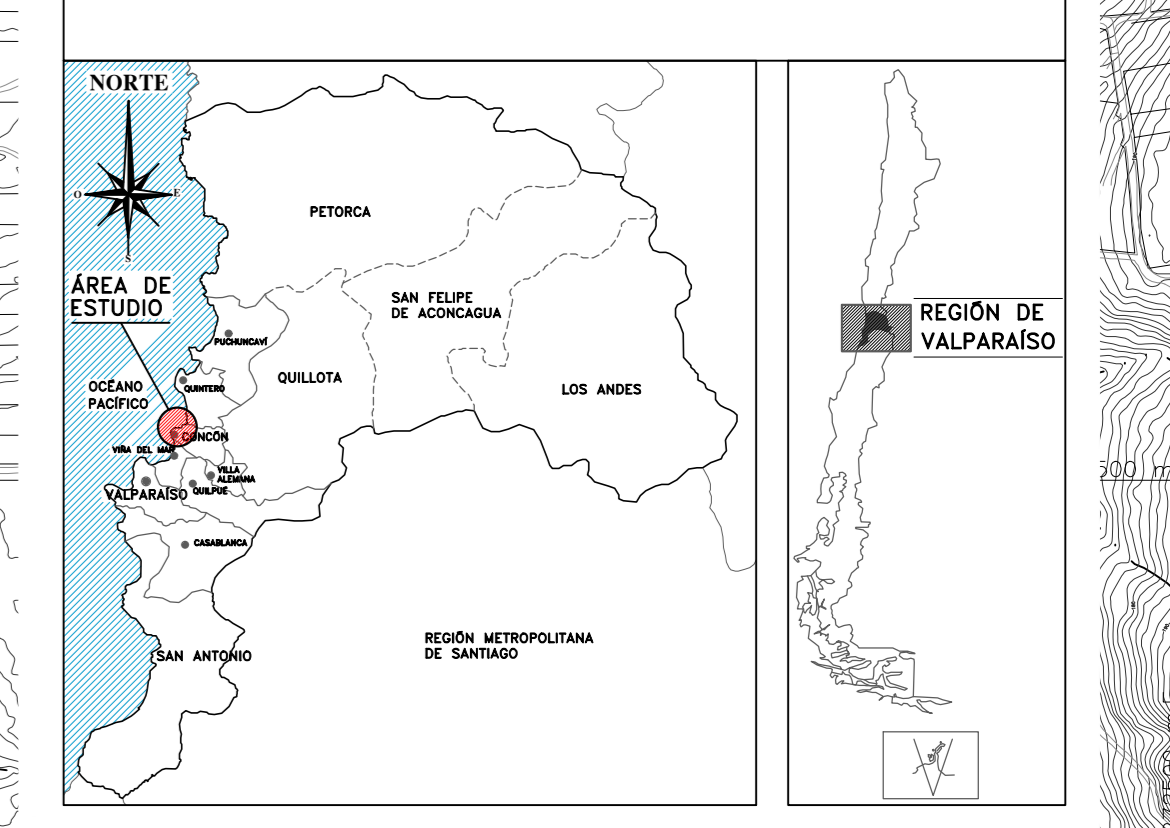 NORTE
O
E
S
ÁREA DE
ESTUDIO
OCÉANO
PACÍFICO
PETORCA
SAN FELIPE
DE ACONCAGUA
PUCHUNCAVÍ
QUILLOTA
QUINTERO
LOS ANDES
CONCÓN
VIÑA DEL MAR
VILLA
ALEMANA
QUILPUÉ
VALPARAÍSO
CASABLANCA
REGIÓN METROPOLITANA
DE SANTIAGO
SAN ANTONIO
REGIÓN DE
VALPARAÍSO
500 m